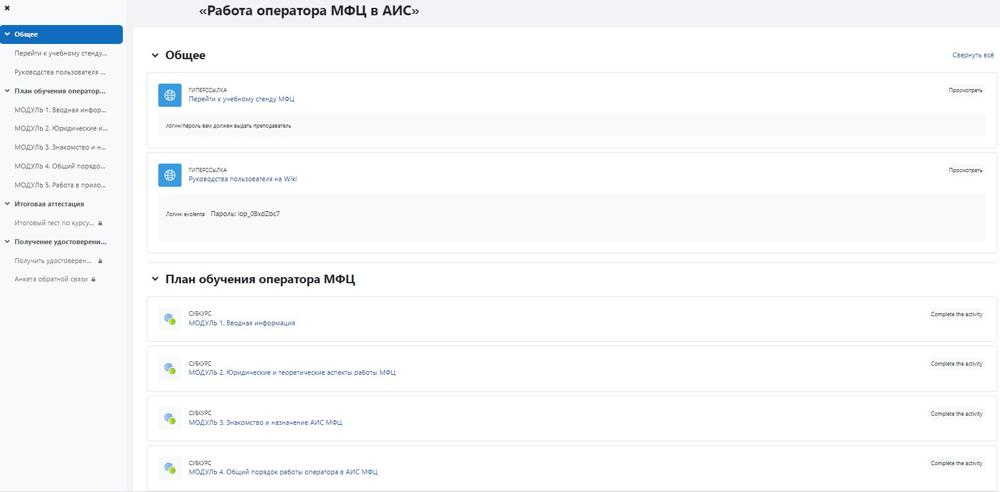 «Работа оператора МФЦ в АИС»
Общее
Перейти к учебному стенду...
Руководства пользователя ...
План обучения оператор...
МОДУЛЬ 1. Вводная инфор...
МОДУЛЬ 2. Юридические и...
МОДУЛЬ 3. Знакомство и н...
МОДУЛЬ 4. Общий порядо...
МОДУЛЬ 5. Работа в прило...
Итоговая аттестация
Итоговый тест по курсу...
Получение удостоверени...
Получить удостоверен...
Анкета обратной связи
Общее
Свернуть всё
ГИПЕРССЫЛКА
Перейти к учебному стенду МФЦ
Просмотреть
логин/пароль вам должен выдать преподаватель
ГИПЕРССЫЛКА
Руководства пользователя на Wiki
Просмотреть
Логин: evolenta Пароль: Iop_0BxdZbc7
План обучения оператора МФЦ
СУБКУРС
МОДУЛЬ 1. Вводная информация
Complete the activity
СУБКУРС
МОДУЛЬ 2. Юридические и теоретические аспекты работы МФЦ
Complete the activity
СУБКУРС
МОДУЛЬ 3. Знакомство и назначение АИС МФЦ
Complete the activity
СУБКУРС
МОДУЛЬ 4. Общий порядок работы оператора в АИС МФЦ
Complete the activity